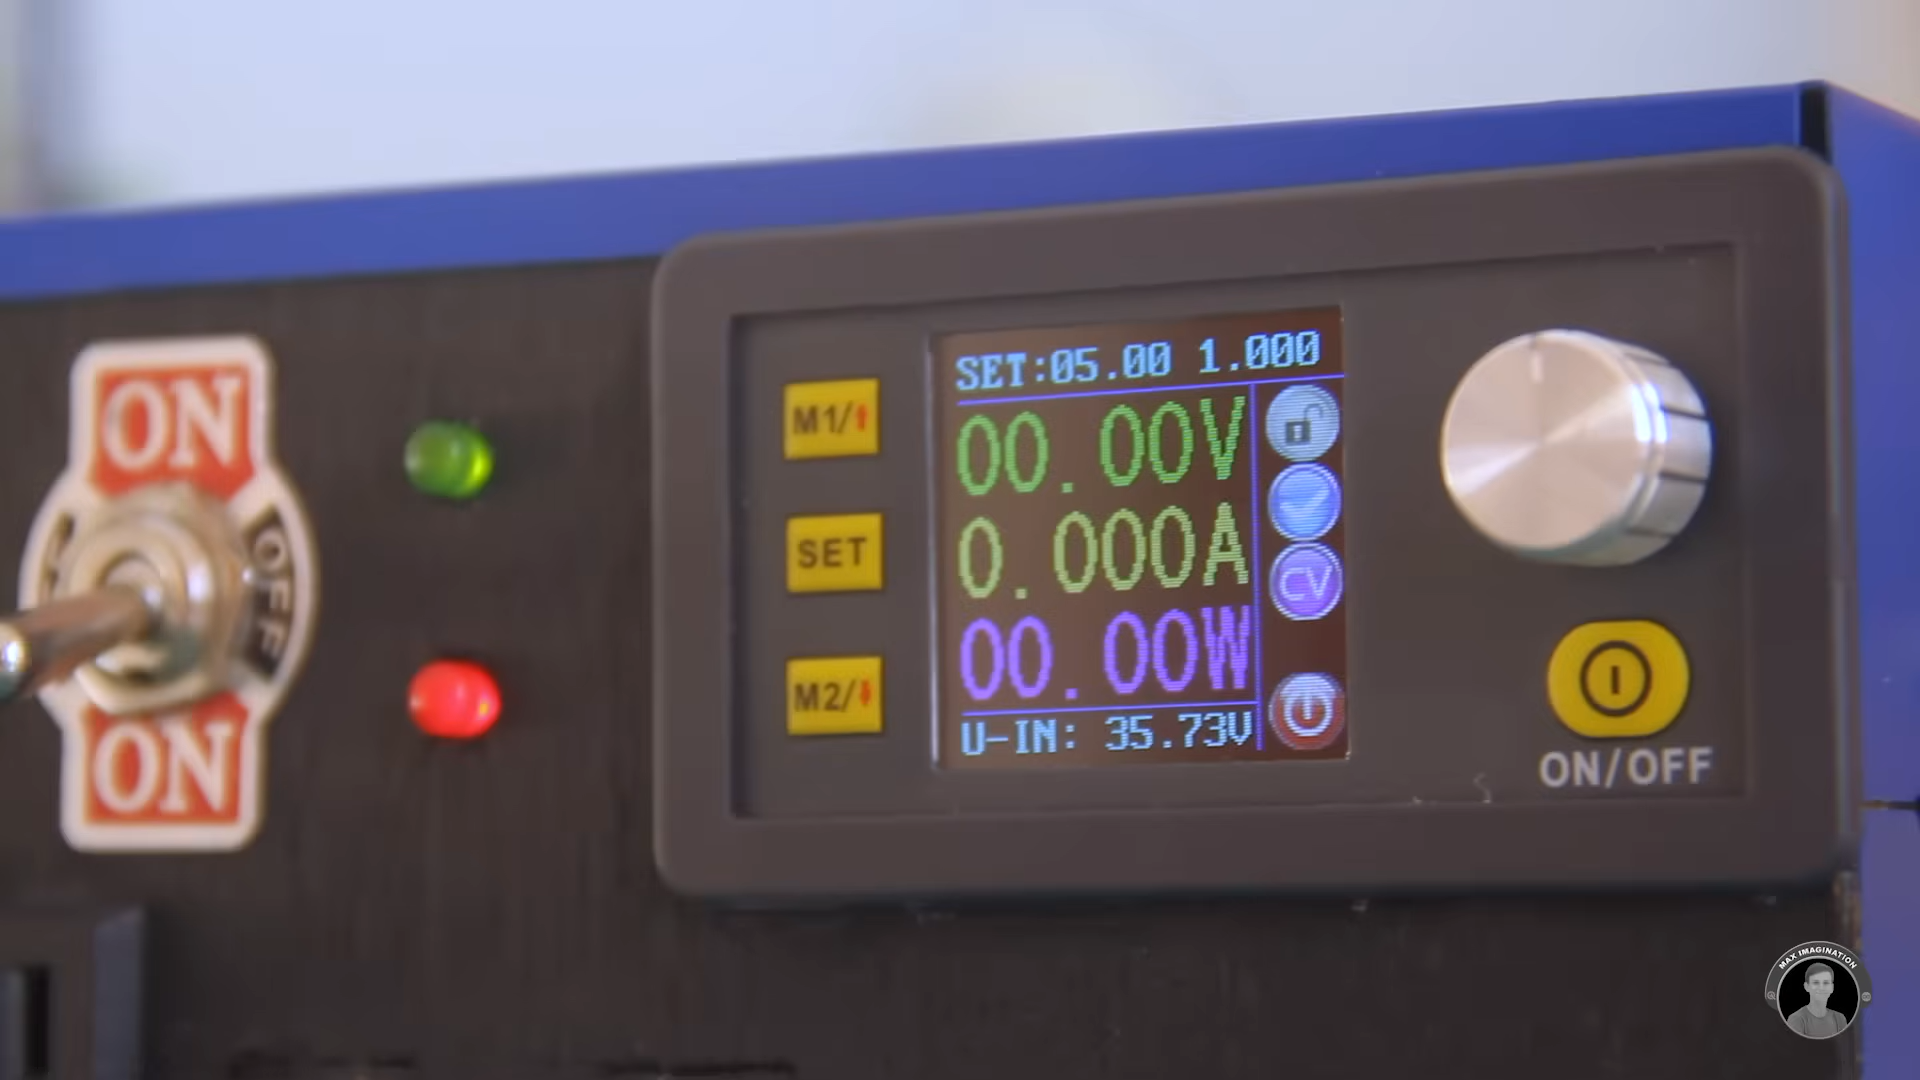 ON
OFF
ON
M1/
SET
M2/
SET:05.00 1.000
00.00V
0.000A
00.00W
CV
U-IN: 35.73V
ON/OFF
MAX IMAGINATION